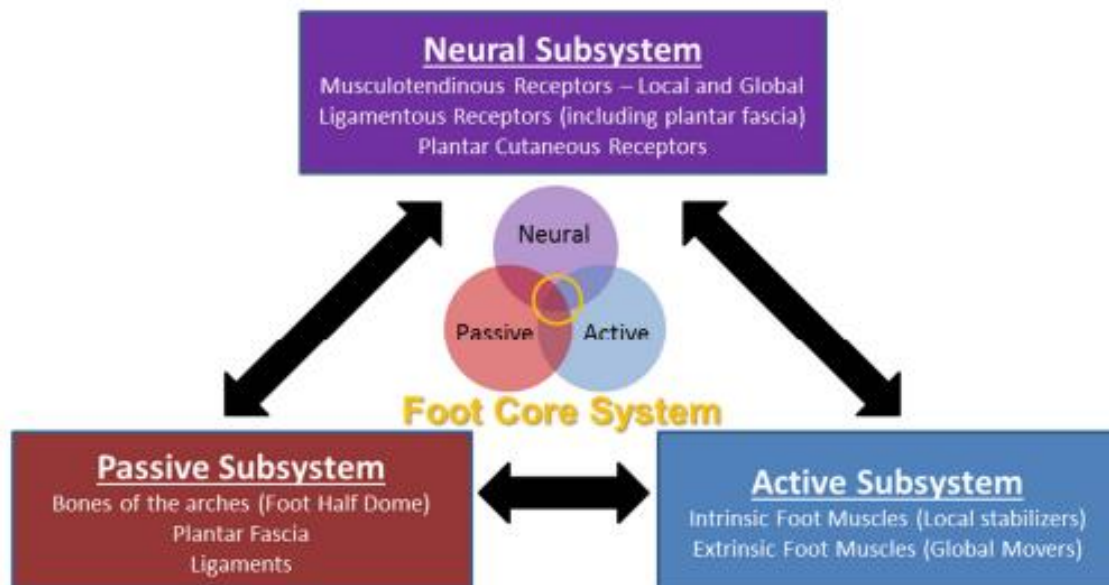 Neural Subsystem
Musculotendinous Receptors – Local and Global
Ligamentous Receptors (including plantar fascia)
Plantar Cutaneous Receptors
Neural
Passive
Active
Foot Core System
Passive Subsystem
Bones of the arches (Foot Half Dome)
Plantar Fascia
Ligaments
Active Subsystem
Intrinsic Foot Muscles (Local stabilizers)
Extrinsic Foot Muscles (Global Movers)